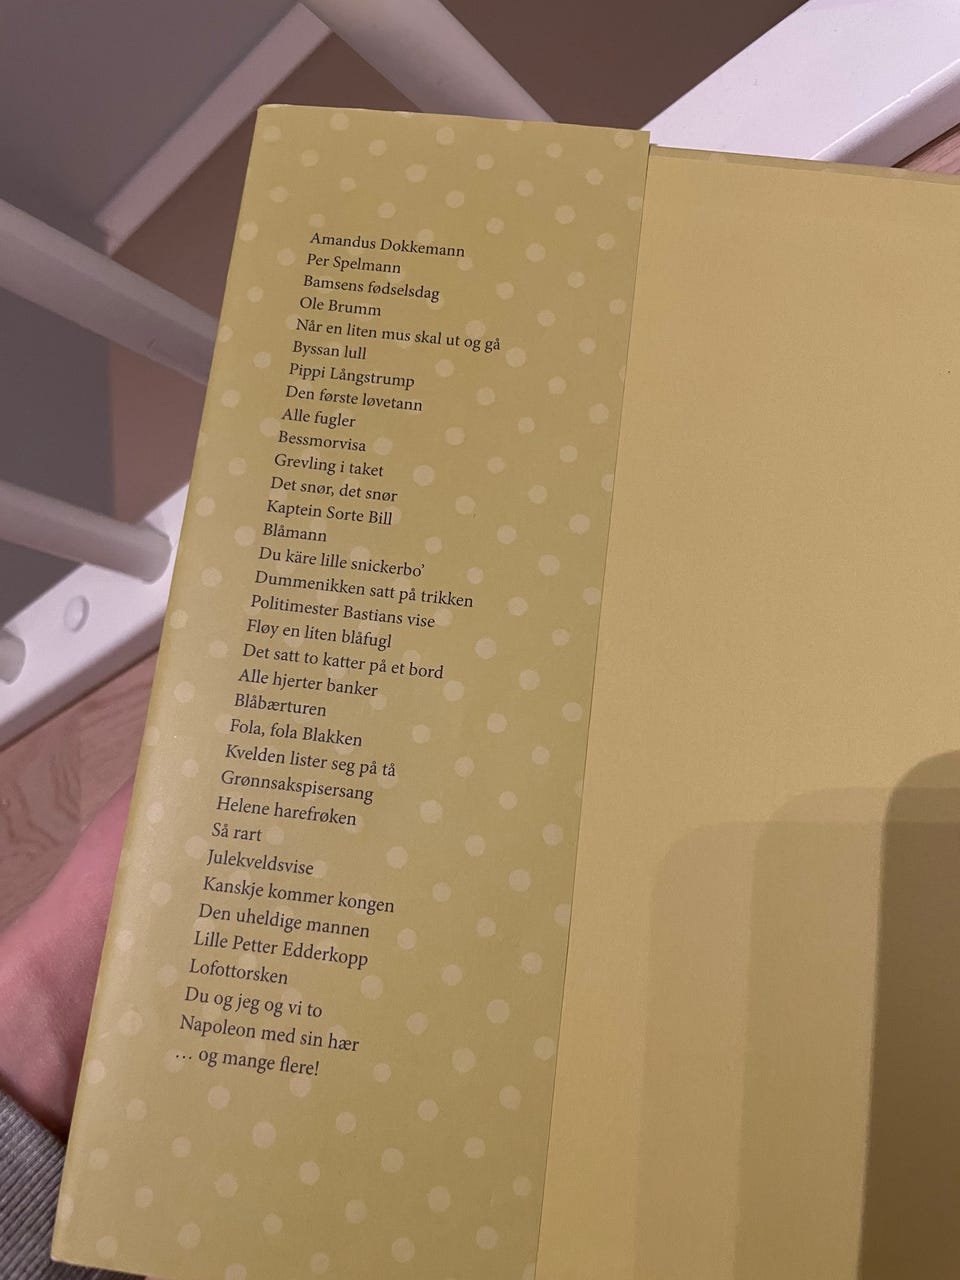 Amandus Dokkemann
Per Spelmann
Bamsens fødselsdag
Ole Brumm
Når en liten mus skal ut og gå
Byssan lull
Pippi Långstrump
Den første løvetann
Alle fugler
Bessmorvisa
Grevling i taket
Det snør, det snør
Kaptein Sorte Bill
Blåmann
Du käre lille snickerbo’
Dummenikken satt på trikken
Politimester Bastians vise
Fløy en liten blåfugl
Det satt to katter på et bord
Alle hjerter banker
Blåbærturen
Fola, fola Blakken
Kvelden lister seg på tå
Grønnsakspisersang
Helene harefrøken
Så rart
Julekveldsvise
Kanskje kommer kongen
Den uheldige mannen
Lille Petter Edderkopp
Lofottorsken
Du og jeg og vi to
Napoleon med sin hær
… og mange flere!